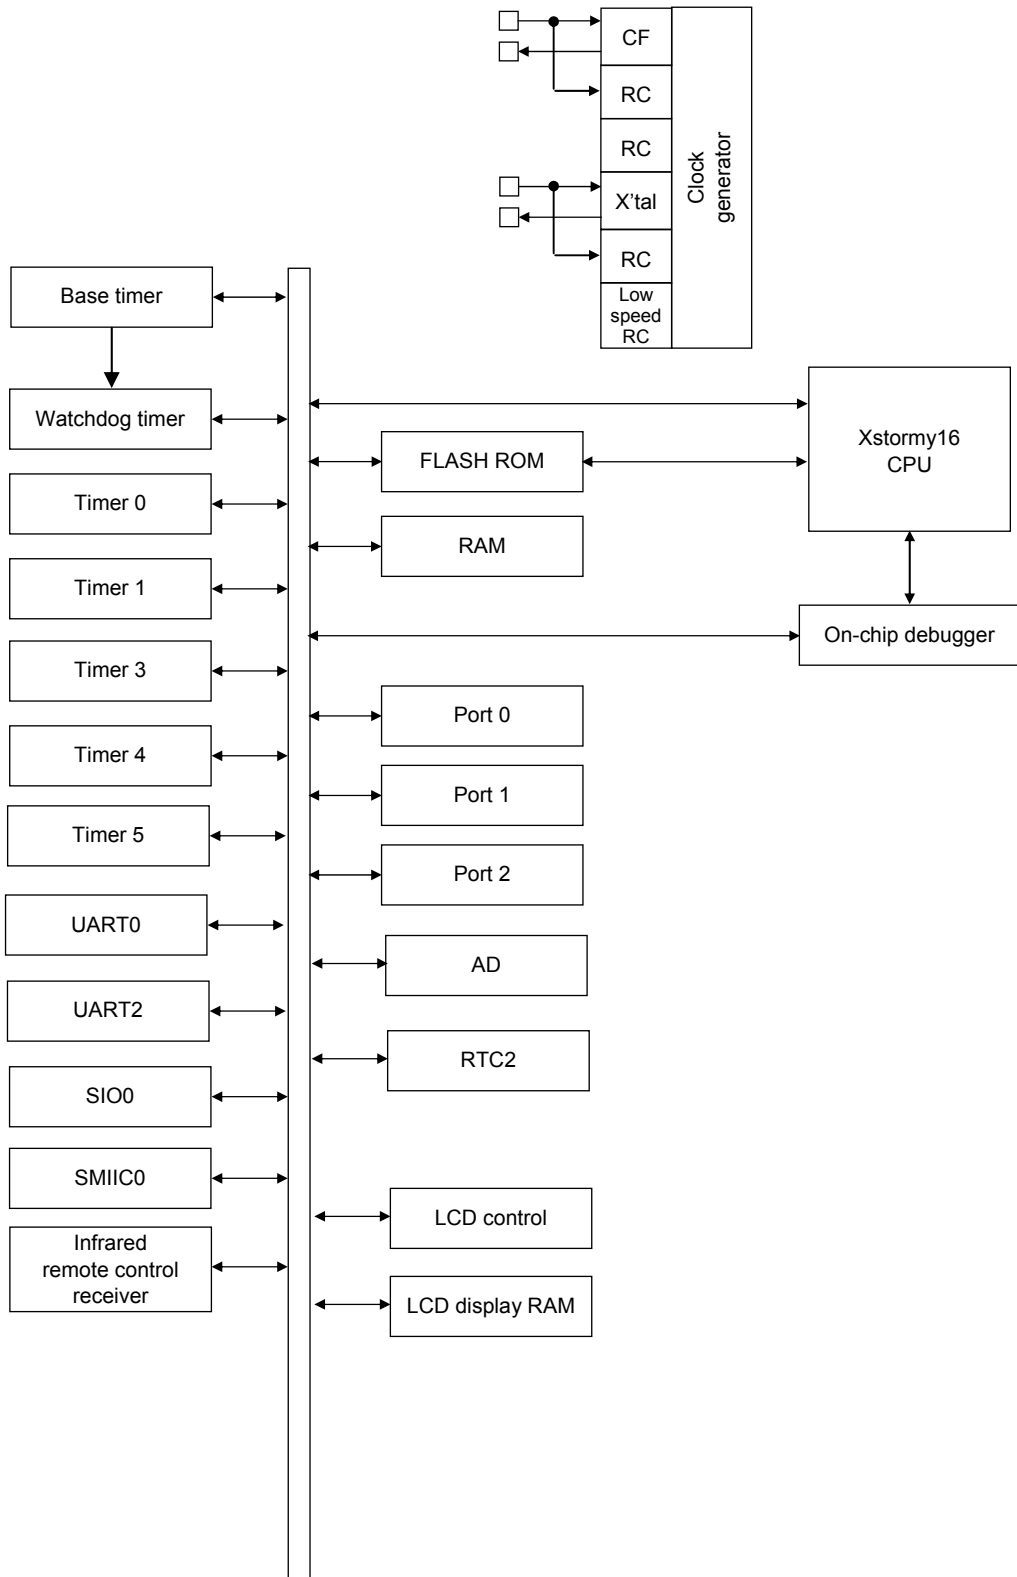 CF
RC
RC
X'tal
RC
Low
speed
RC
Clock
generator
Base timer
Watchdog timer
Timer 0
Timer 1
Timer 3
Timer 4
Timer 5
UART0
UART2
SIO0
SMIIC0
Infrared
remote control
receiver
FLASH ROM
RAM
Port 0
Port 1
Port 2
AD
RTC2
LCD control
LCD display RAM
Xstormy16
CPU
On-chip debugger